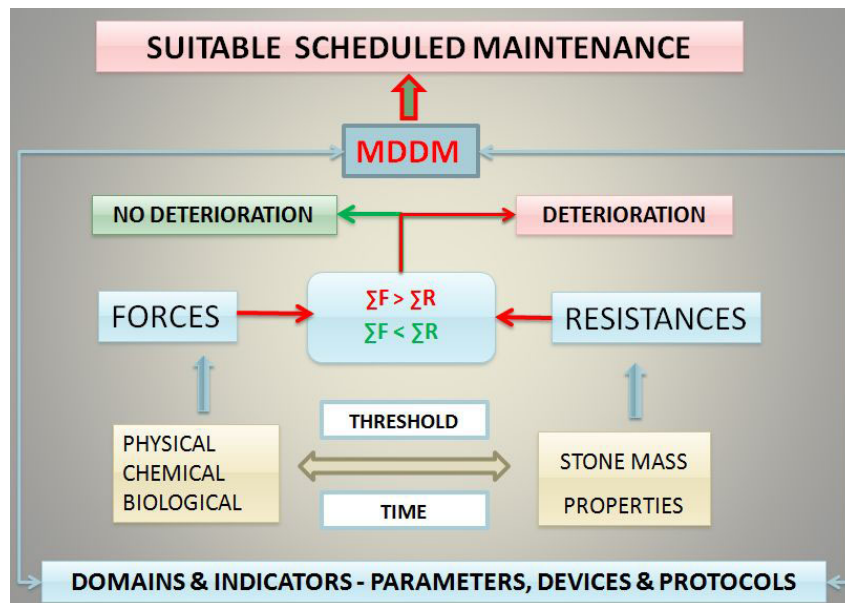 SUITABLE SCHEDULED MAINTENANCE
MDDM
NO DETERIORATION
DETERIORATION
FORCES
∑F > ∑R
∑F < ∑R
RESISTANCES
THRESHOLD
PHYSICAL
CHEMICAL
BIOLOGICAL
STONE MASS
PROPERTIES
TIME
DOMAINS & INDICATORS - PARAMETERS, DEVICES & PROTOCOLS